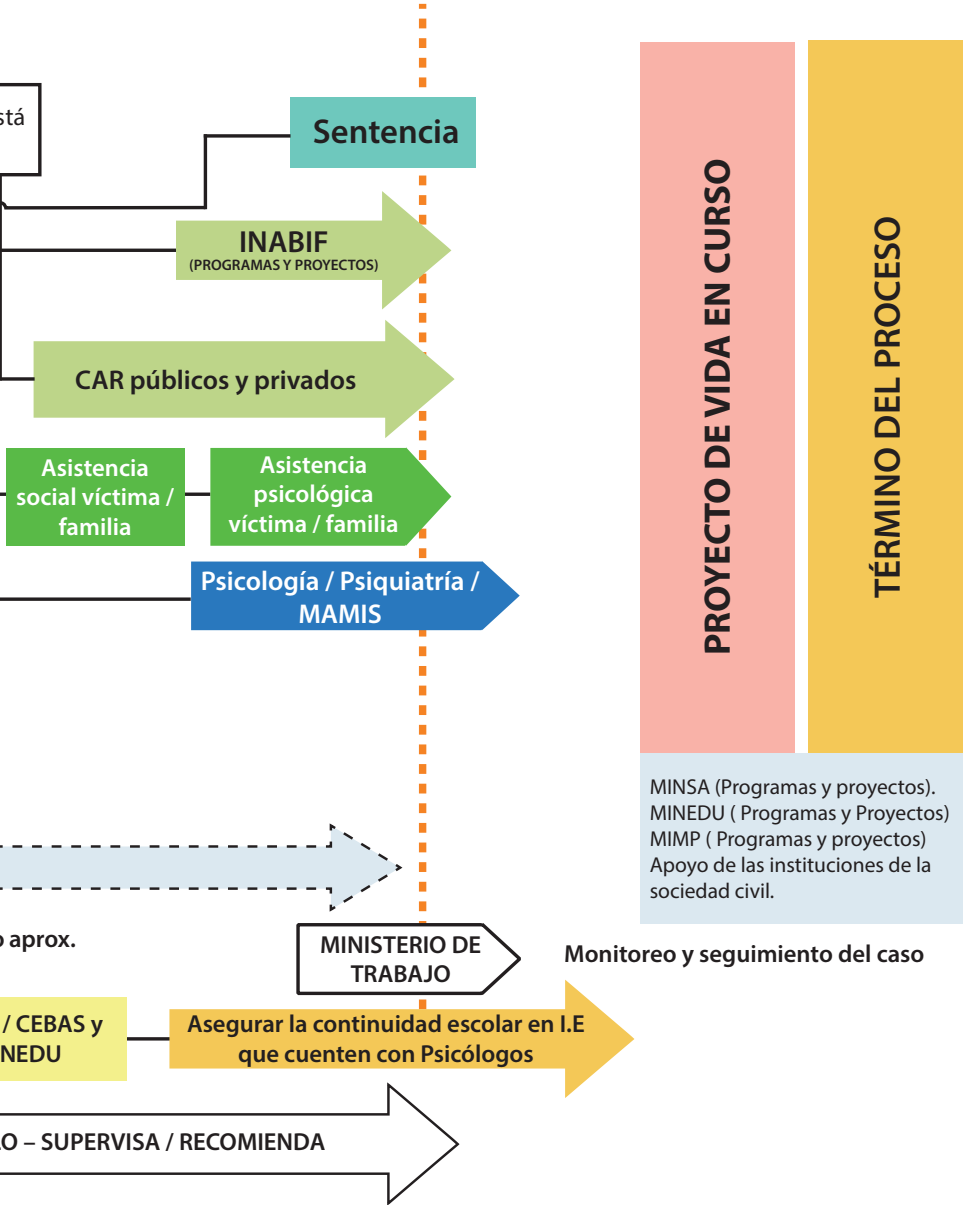 stá
Sentencia
INABIF
(PROGRAMAS Y PROYECTOS)
CAR públicos y privados
Asistencia
social víctima /
familia
Asistencia
psicológica
víctima / familia
Psicología / Psiquiatría /
MAMIS
PROYECTO DE VIDA EN CURSO
TÉRMINO DEL PROCESO
MINSA (Programas y proyectos).
MINEDU ( Programas y Proyectos)
MIMP ( Programas y proyectos)
Apoyo de las instituciones de la
sociedad civil.
o aprox.
MINISTERIO DE
TRABAJO
Monitoreo y seguimiento del caso
/ CEBAS y
NEDU
Asegurar la continuidad escolar en I.E
que cuenten con Psicólogos
LO – SUPERVISA / RECOMIENDA